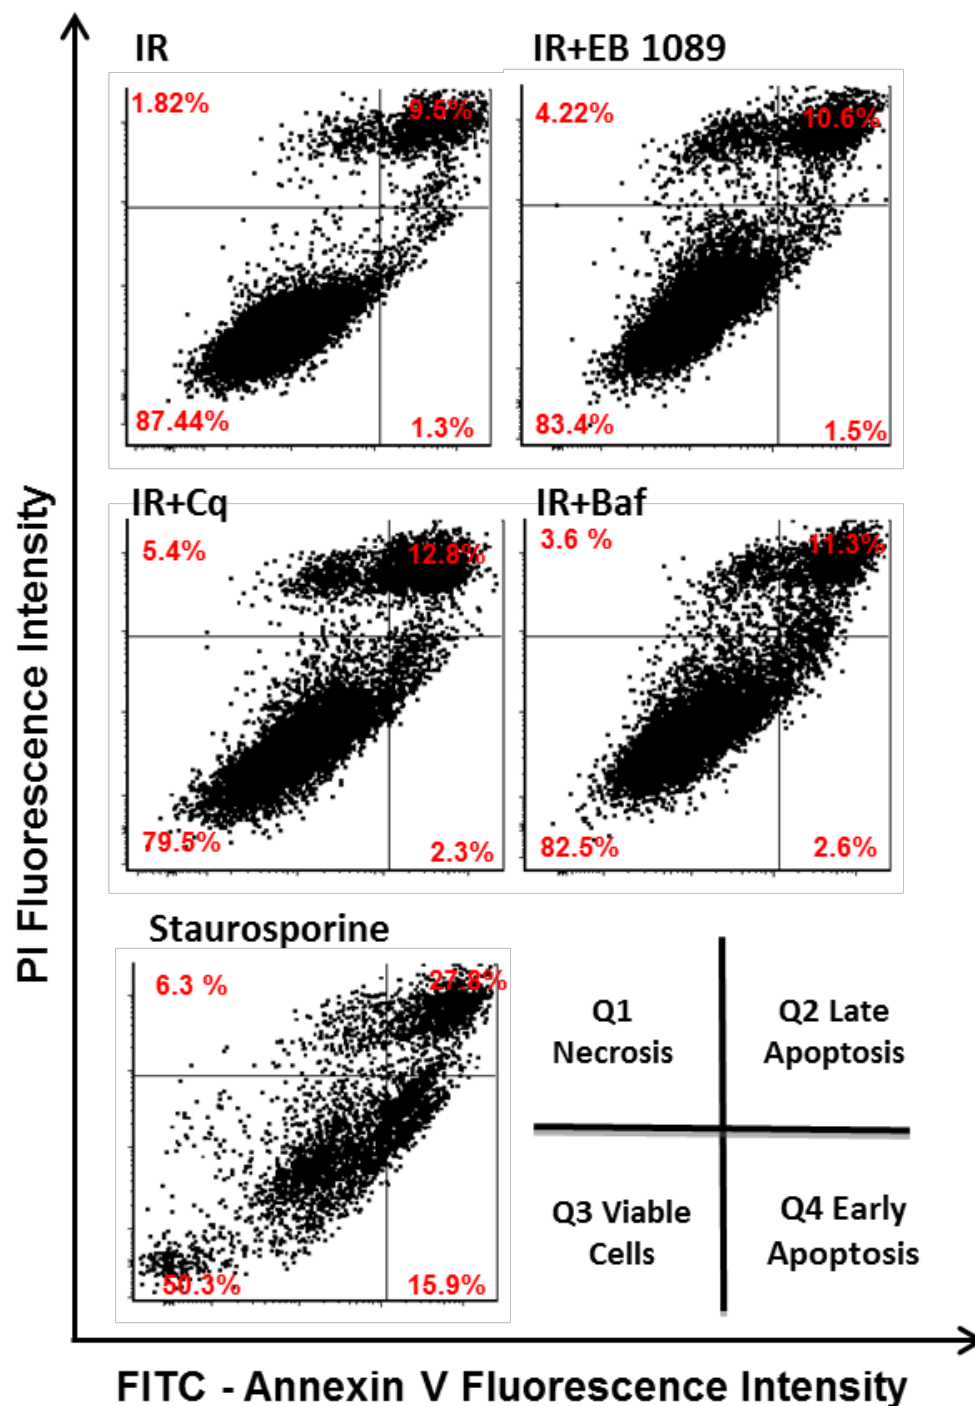 IR
IR+EB 1089
1.82%
9.5%
4.22%
10.6%
87.44%
1.3%
83.4%
1.5%
IR+Cq
IR+Baf
5.4%
12.8%
3.6 %
11.3%
79.5%
2.3%
82.5%
2.6%
Staurosporine
6.3 %
27.8%
50.3%
15.9%
Q1
Necrosis
Q2 Late
Apoptosis
Q3 Viable
Cells
Q4 Early
Apoptosis
PI Fluorescence Intensity
FITC - Annexin V Fluorescence Intensity